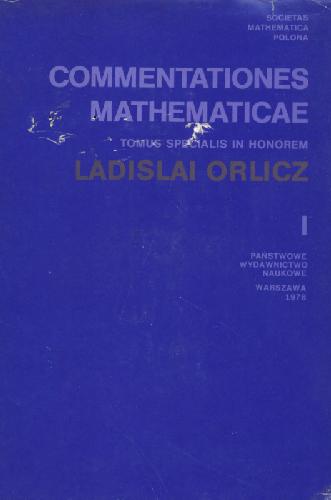 SOCIETAS
MATHEMATICA
POLONA
COMMENTATIONES
MATHEMATICAE
TOMUS SPECIALIS IN HONOREM
LADISLAI ORLICZ
I
PAŃSTWOWE
WYDAWNICTWO
NAUKOWE
WARSZAWA
1978